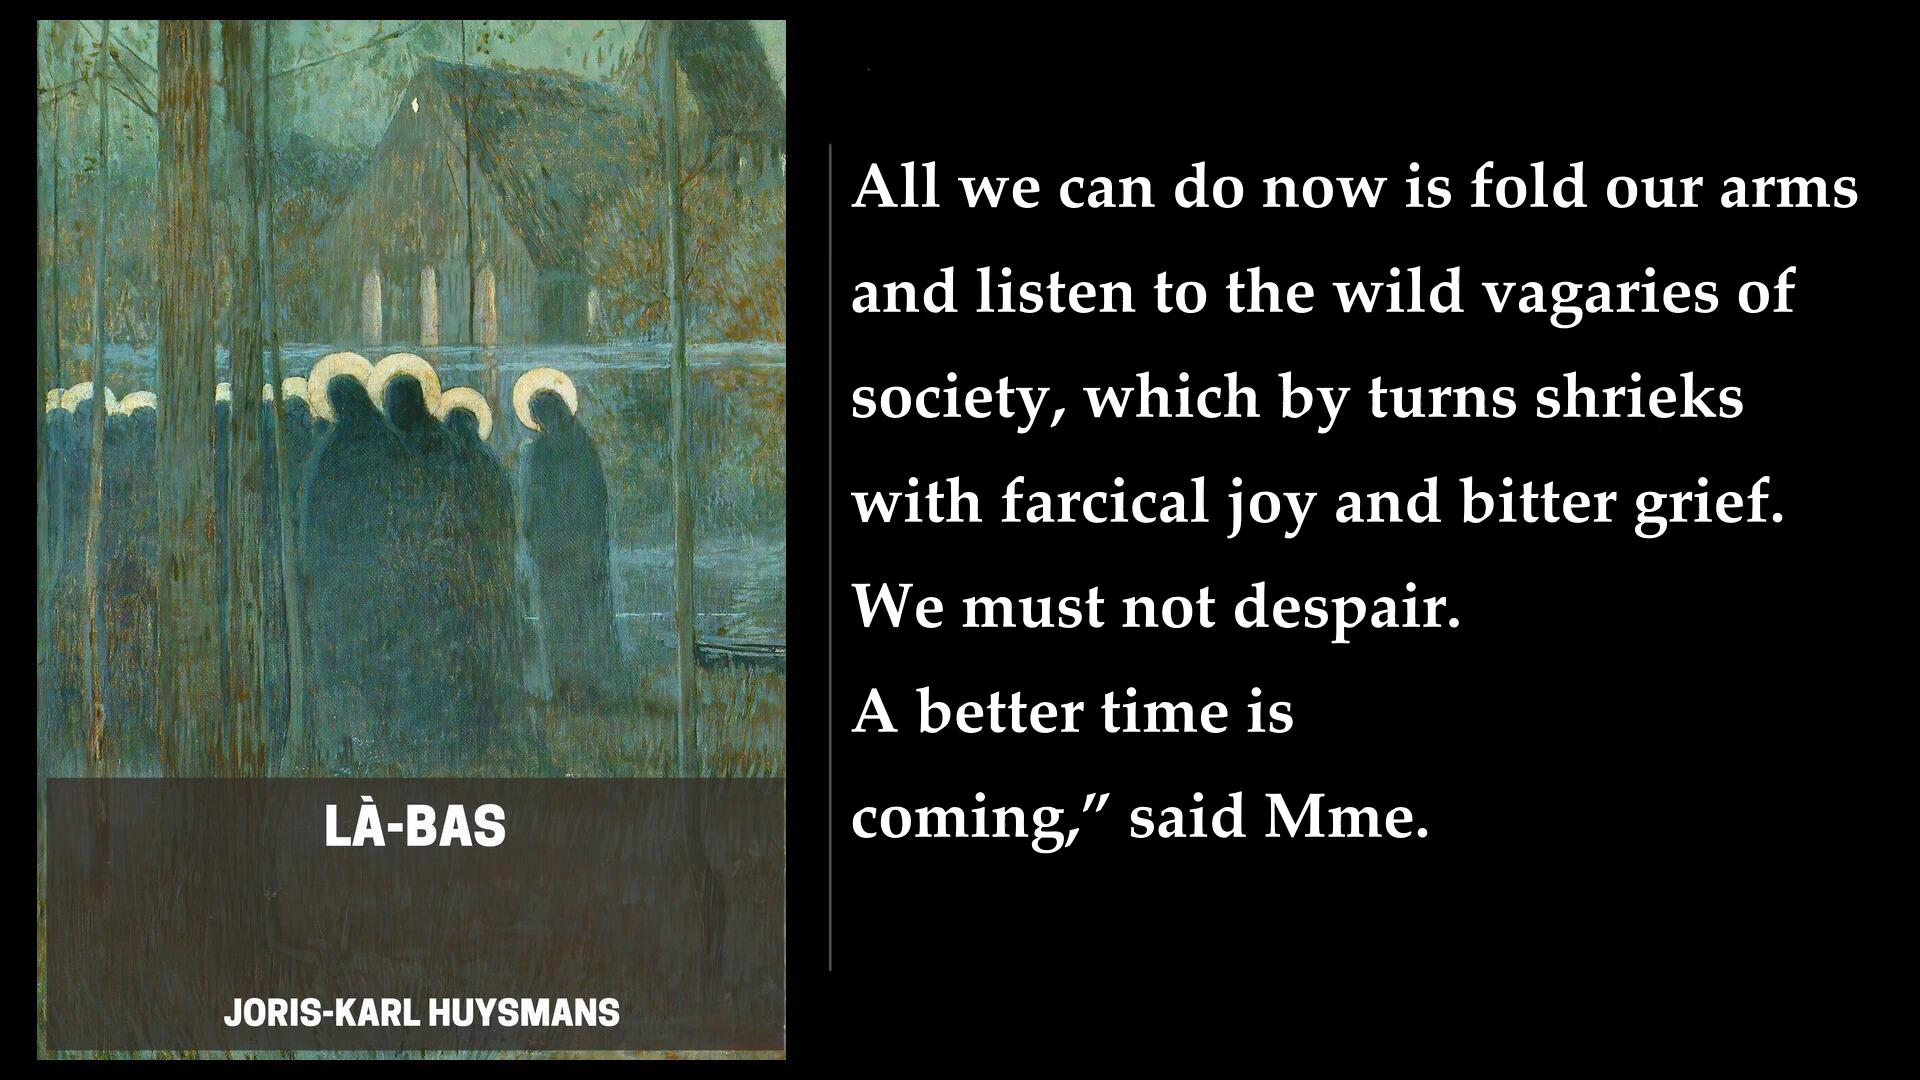 LÀ-BAS
JORIS-KARL HUYSMANS
All we can do now is fold our arms
and listen to the wild vagaries of
society, which by turns shrieks
with farcical joy and bitter grief.
We must not despair.
A better time is
coming,” said Mme.